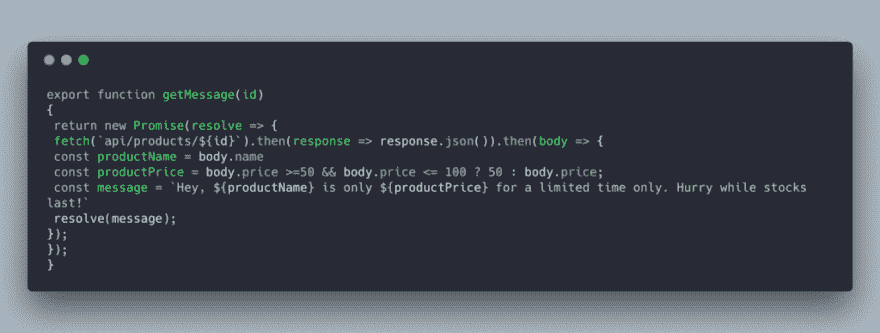 export function getMessage(id)
{
return new Promise(resolve => {
fetch(`api/products/${id}`).then(response => response.json()).then(body => {
const productName = body.name
const productPrice = body.price >=50 && body.price <= 100 ? 50 : body.price;
const message = `Hey, ${productName} is only ${productPrice} for a limited time only. Hurry while stocks
last!`
resolve(message);
});
});
}